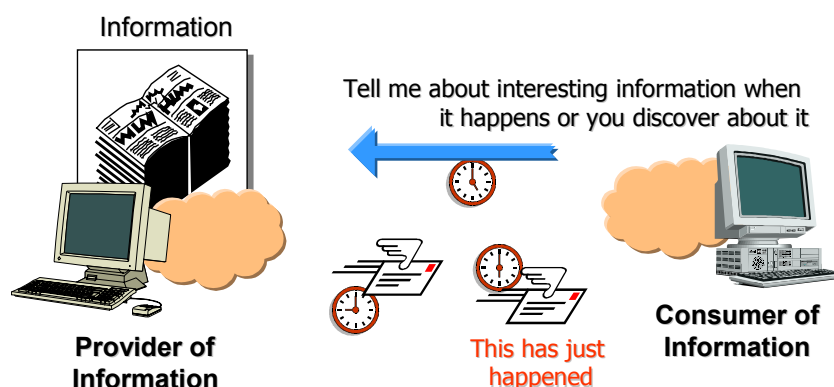 Information
Tell me about interesting information when
it happens or you discover about it
Provider of
Information
This has just
happened
Consumer of
Information